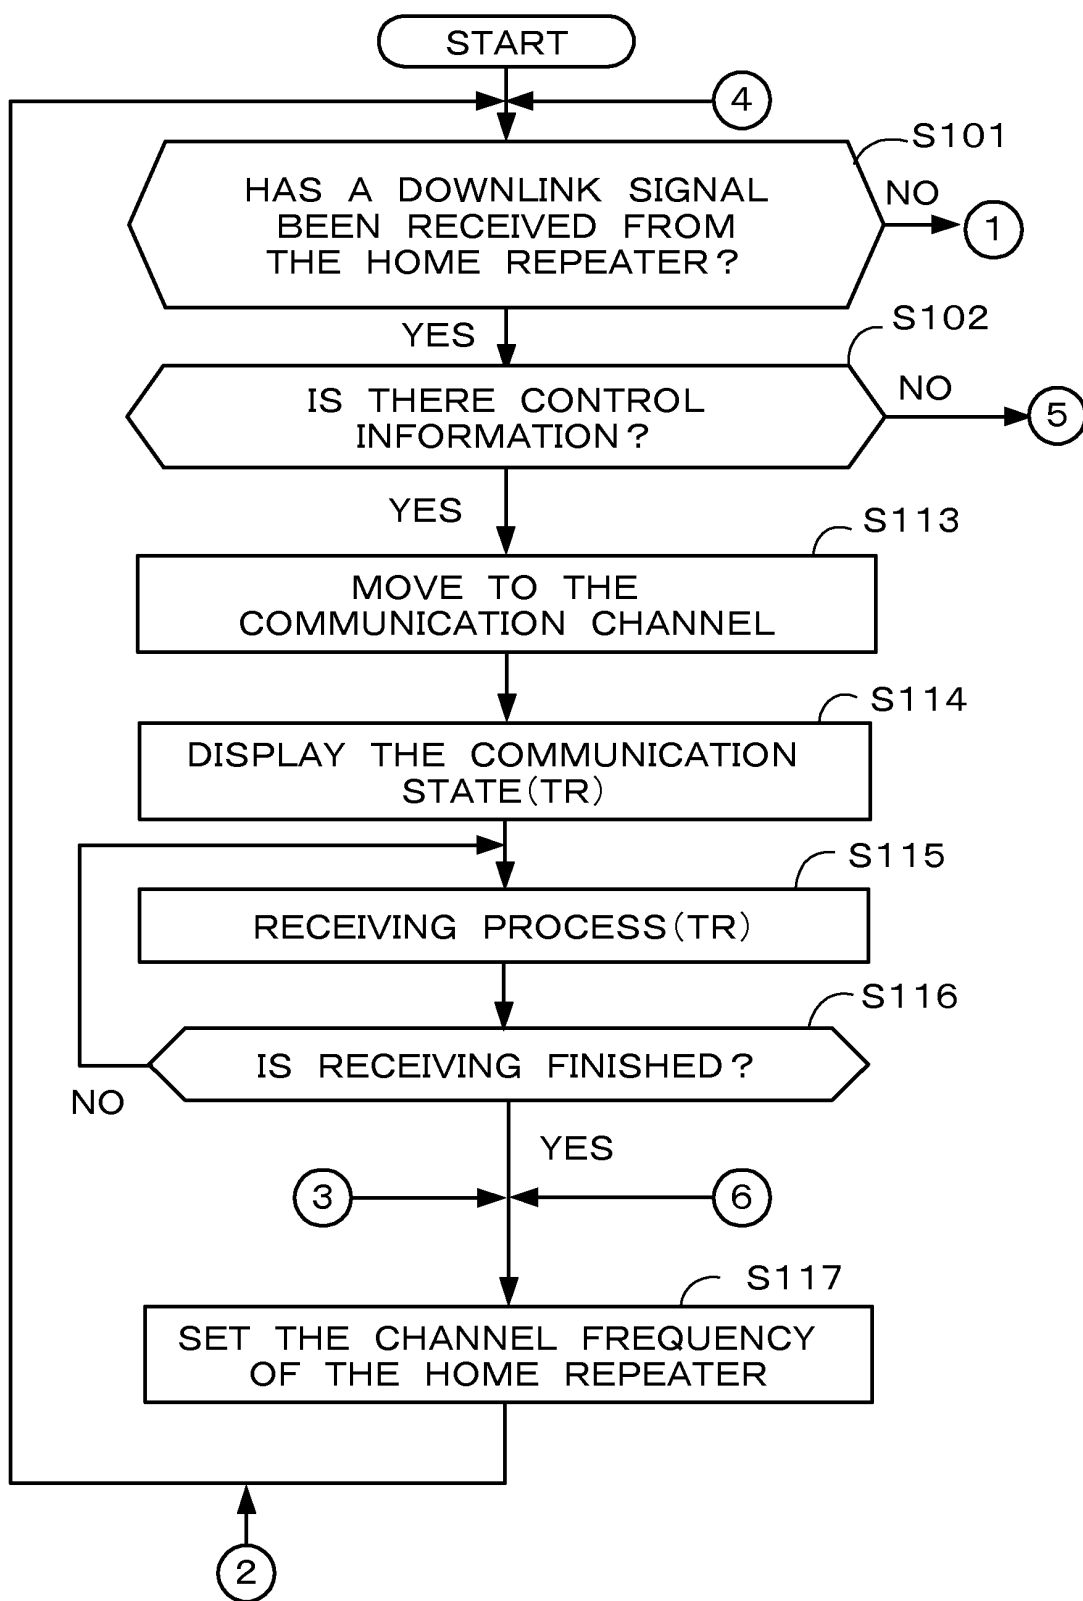 START
4
S101
HAS A DOWNLINK SIGNAL
BEEN RECEIVED FROM
THE HOME REPEATER?
NO
1
YES
S102
IS THERE CONTROL
INFORMATION?
NO
5
YES
S113
MOVE TO THE
COMMUNICATION CHANNEL
S114
DISPLAY THE COMMUNICATION
STATE(TR)
S115
RECEIVING PROCESS(TR)
S116
IS RECEIVING FINISHED?
NO
YES
3
6
S117
SET THE CHANNEL FREQUENCY
OF THE HOME REPEATER
2